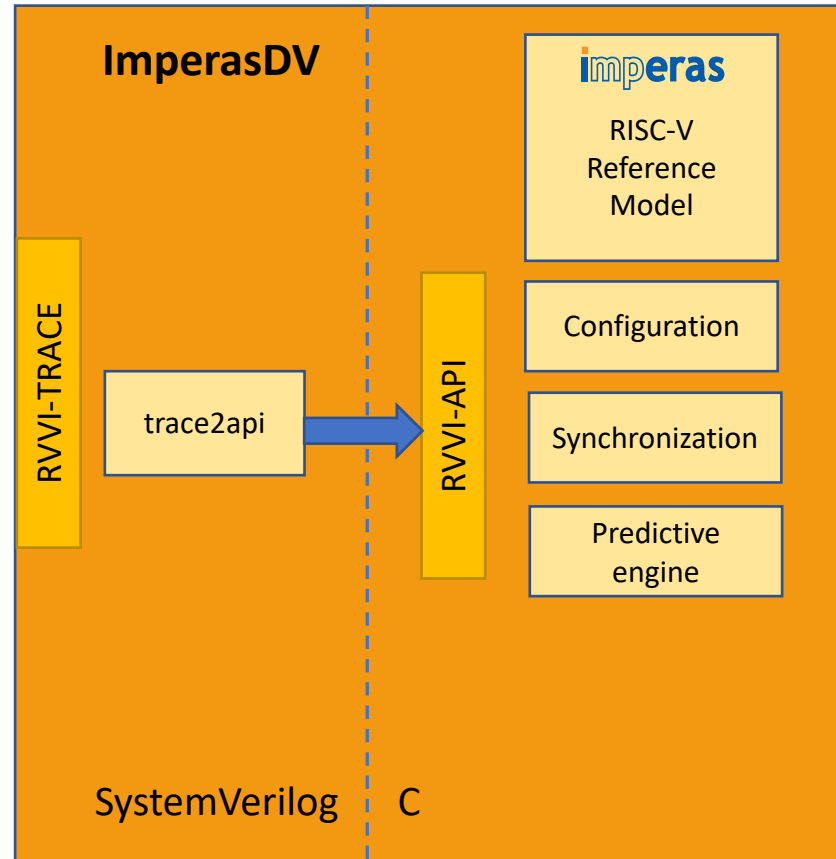 ImperasDV
imperas
RISC-V
Reference
Model
RVVI-TRACE
trace2api
RVVI-API
Configuration
Synchronization
Predictive
engine
SystemVerilog
C